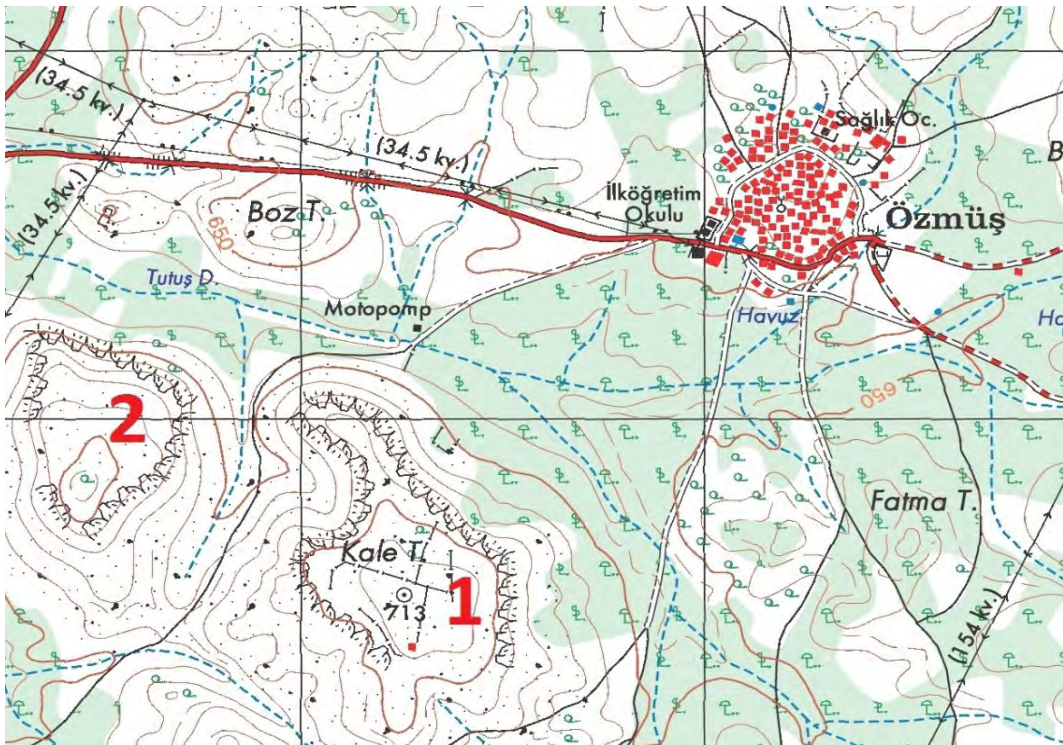 (34.5 kv.)
(34.5 kv.)
(34.5 kv.)
Sağlık Oc.
B
İlköğretim
Okulu
Özmüş
Boz T.
650
Tutuş D.
Motopomp
Havuz
Ha
2
650
Fatma T.
Kale T.
713
1
(154 kv.)